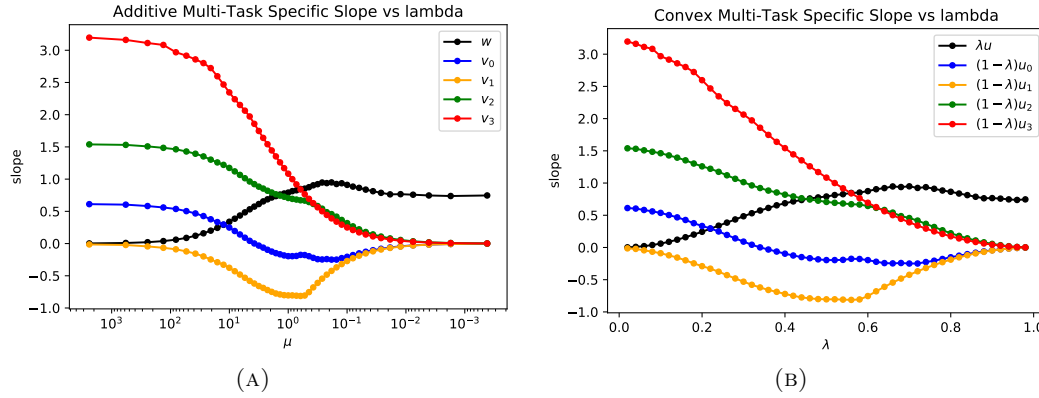 Additive Multi-Task Specific Slope vs lambda
slope
3.0
2.5
2.0
1.5
1.0
0.5
0.0
−0.5
−1.0
w
v₀
v₁
v₂
v₃
10³ 10² 10¹ 10⁰ 10⁻¹ 10⁻² 10⁻³
μ
(A)
Convex Multi-Task Specific Slope vs lambda
slope
3.0
2.5
2.0
1.5
1.0
0.5
0.0
−0.5
−1.0
λu
(1 − λ)u₀
(1 − λ)u₁
(1 − λ)u₂
(1 − λ)u₃
0.0 0.2 0.4 0.6 0.8 1.0
λ
(B)